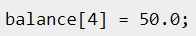 balance[4] = 50.0;